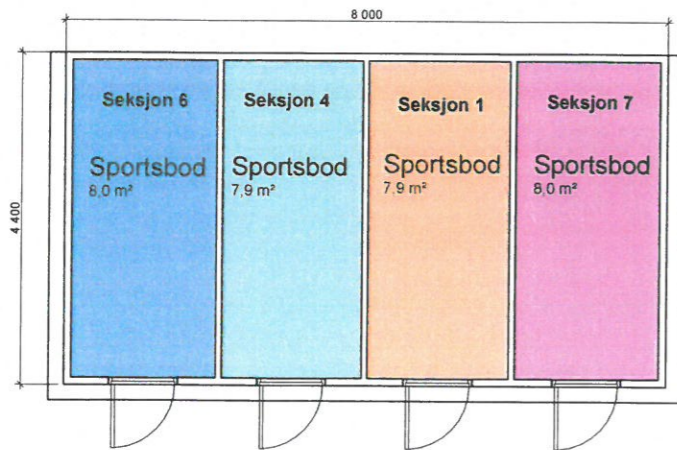 8 000
4 400
Seksjon 6
Sportsbod
8,0 m²
Seksjon 4
Sportsbod
7,9 m²
Seksjon 1
Sportsbod
7,9 m²
Seksjon 7
Sportsbod
8,0 m²